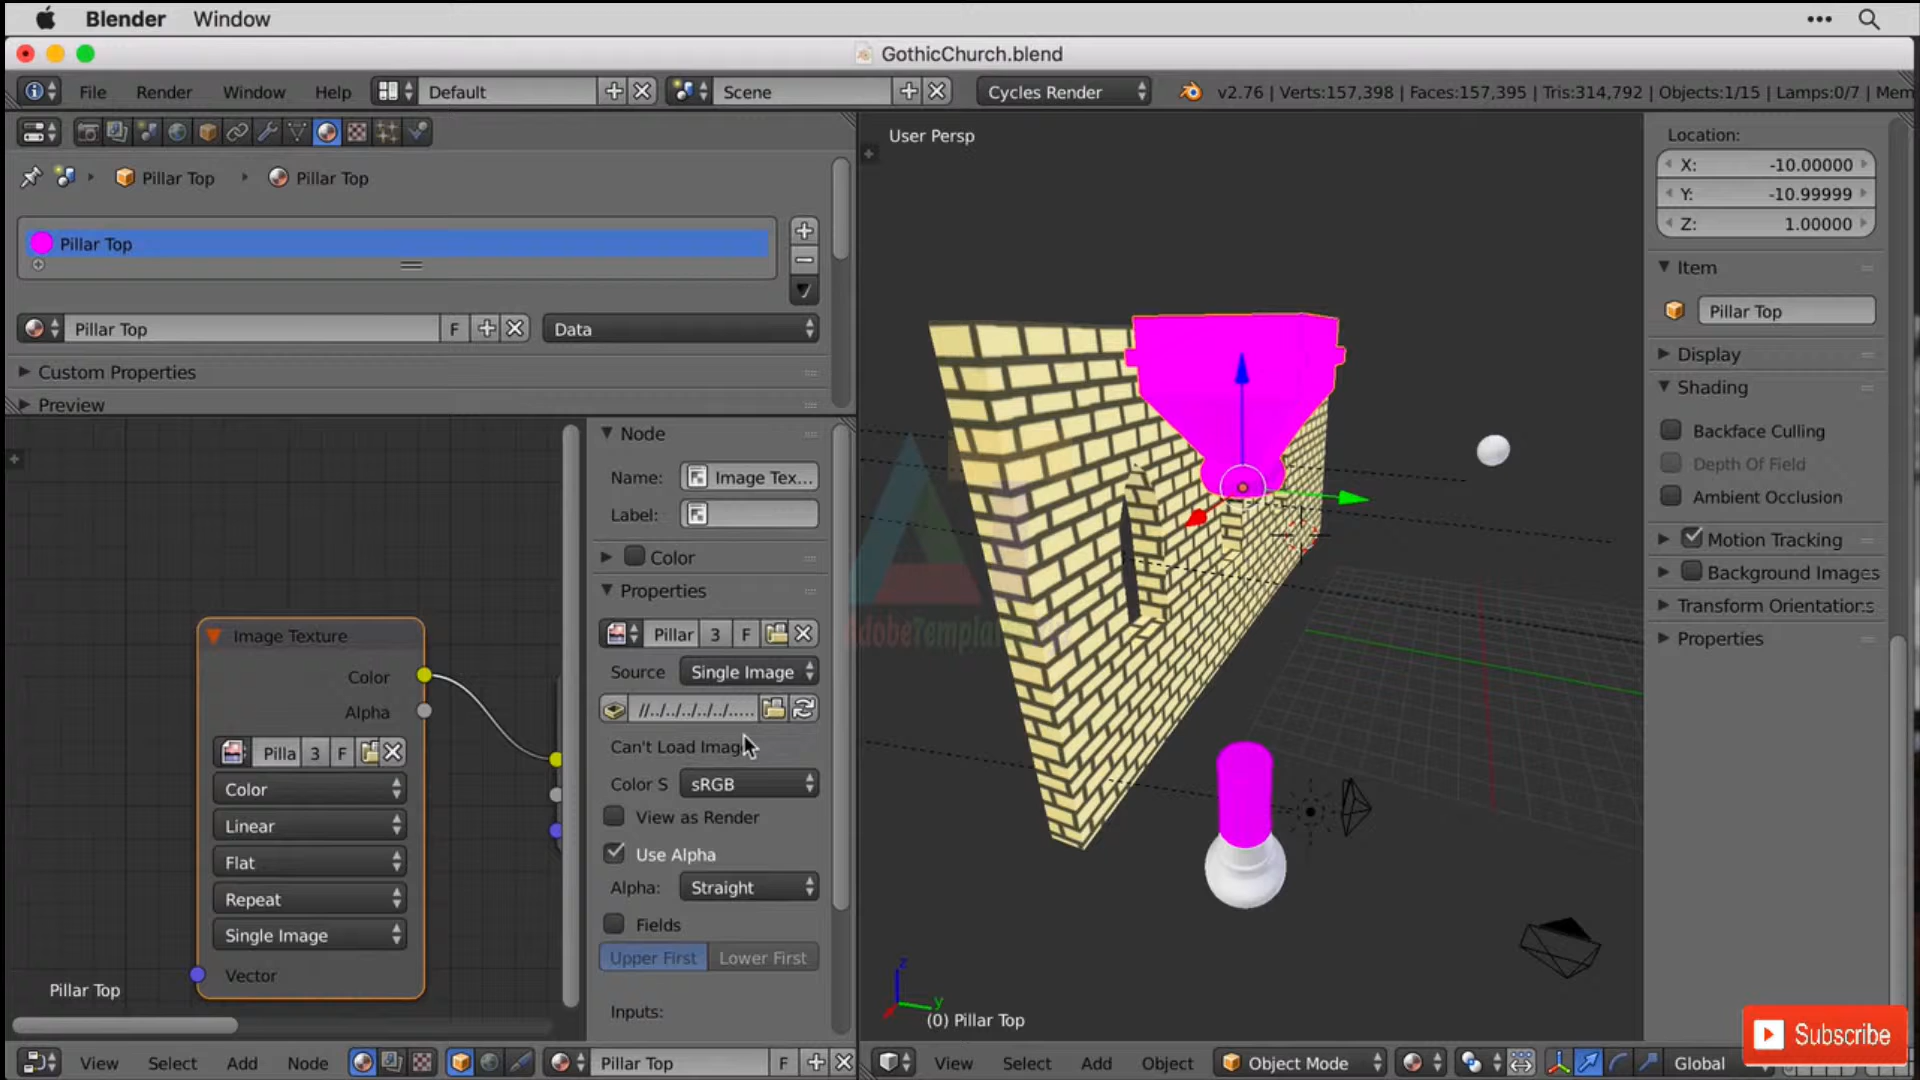 Blender Window
GothicChurch.blend
File Render Window Help Default Scene Cycles Render v2.76 | Verts:157,398 | Faces:157,395 | Tris:314,792 | Objects:1/15 | Lamps:0/7 | Mem
Pillar Top Pillar Top
Pillar Top
Pillar Top F Data
Custom Properties
Preview
Node
Name: Image Tex...
Label:
Color
Properties
Pillar 3 F
Source Single Image
//../../../../../.....
Can't Load Imag
Color S sRGB
View as Render
Use Alpha
Alpha: Straight
Fields
Upper First Lower First
Inputs:
Image Texture
Color
Alpha
Pilla 3 F
Color
Linear
Flat
Repeat
Single Image
Vector
Pillar Top
View Select Add Node Pillar Top F
User Persp
AdobeTempla
z
y
(0) Pillar Top
View Select Add Object Object Mode Global
Location:
X: -10.00000
Y: -10.99999
Z: 1.00000
Item
Pillar Top
Display
Shading
Backface Culling
Depth Of Field
Ambient Occlusion
Motion Tracking
Background Images
Transform Orientations
Properties
Subscribe